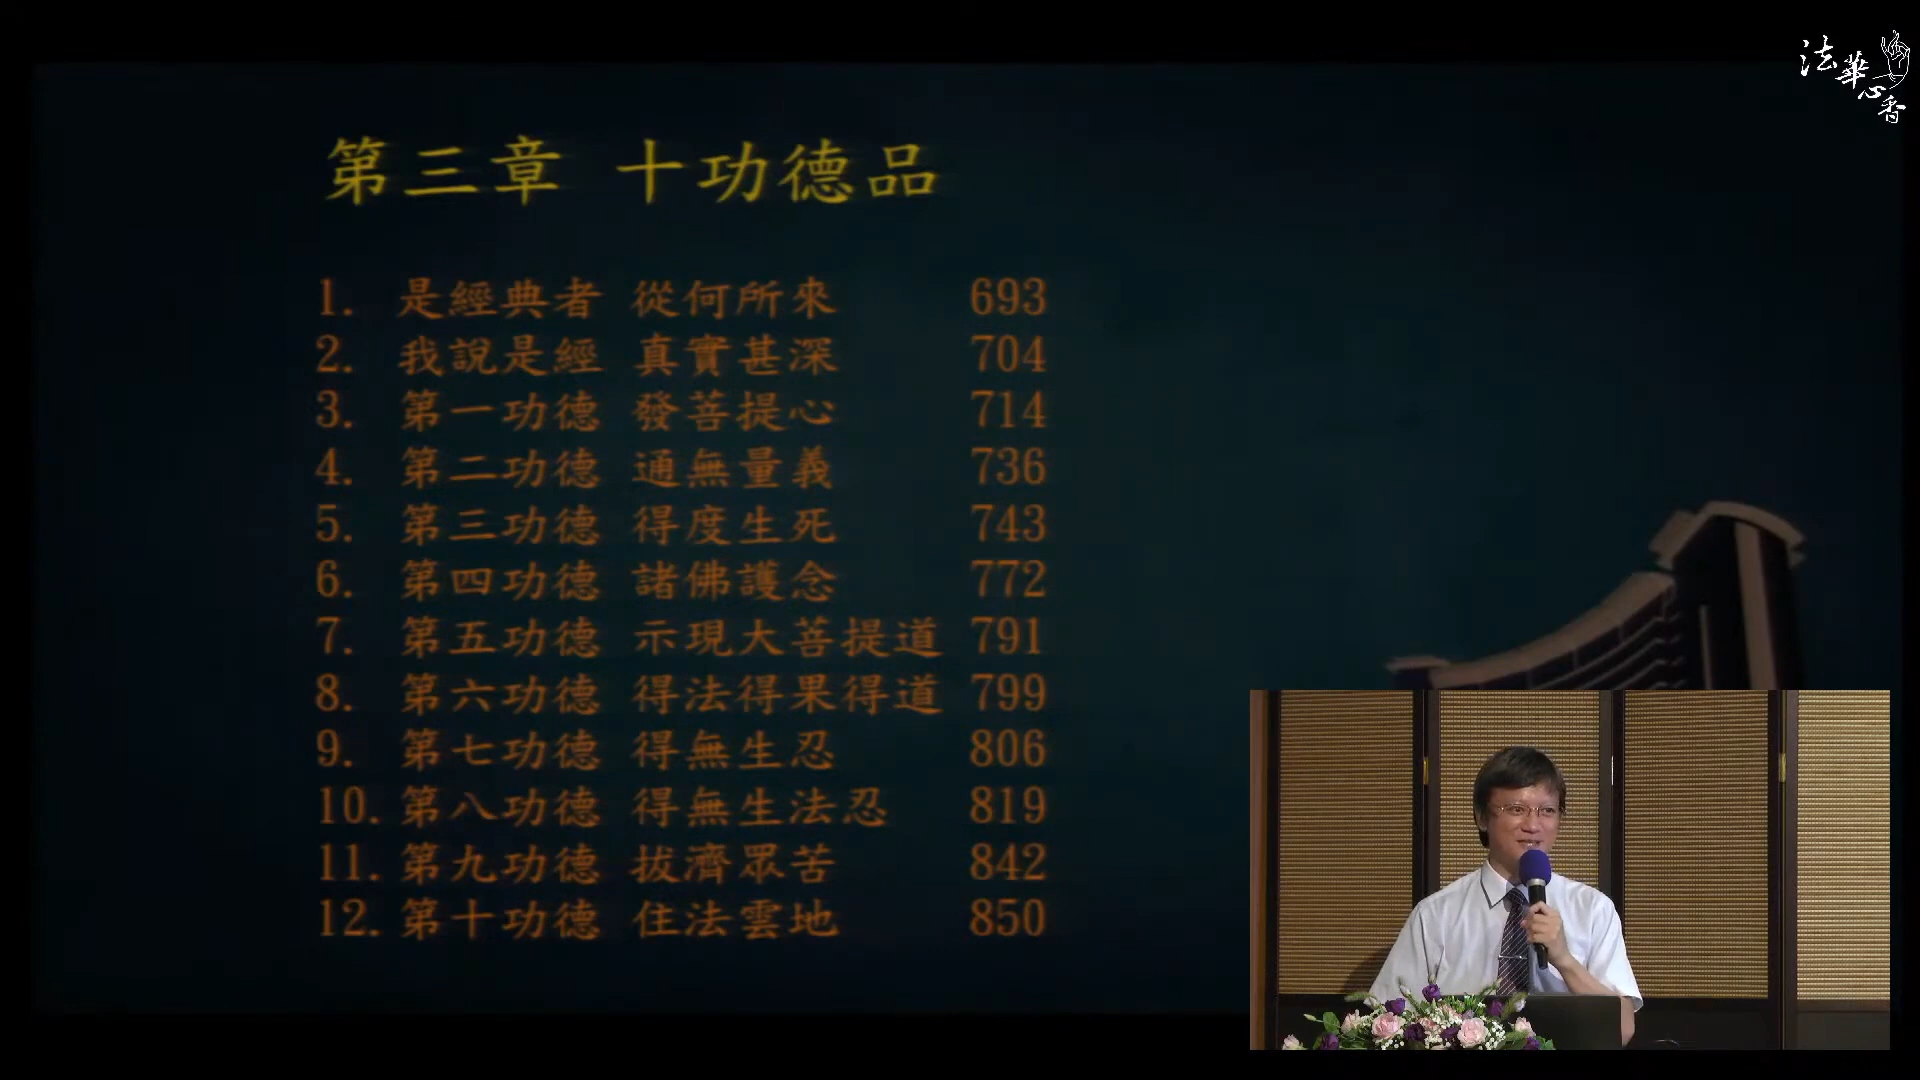 法華心香
第三章 十功德品
1. 是經典者 從何所來 693
2. 我說是經 真實甚深 704
3. 第一功德 發菩提心 714
4. 第二功德 通無量義 736
5. 第三功德 得度生死 743
6. 第四功德 諸佛護念 772
7. 第五功德 示現大菩提道 791
8. 第六功德 得法得果得道 799
9. 第七功德 得無生忍 806
10. 第八功德 得無生法忍 819
11. 第九功德 拔濟眾苦 842
12. 第十功德 住法雲地 850